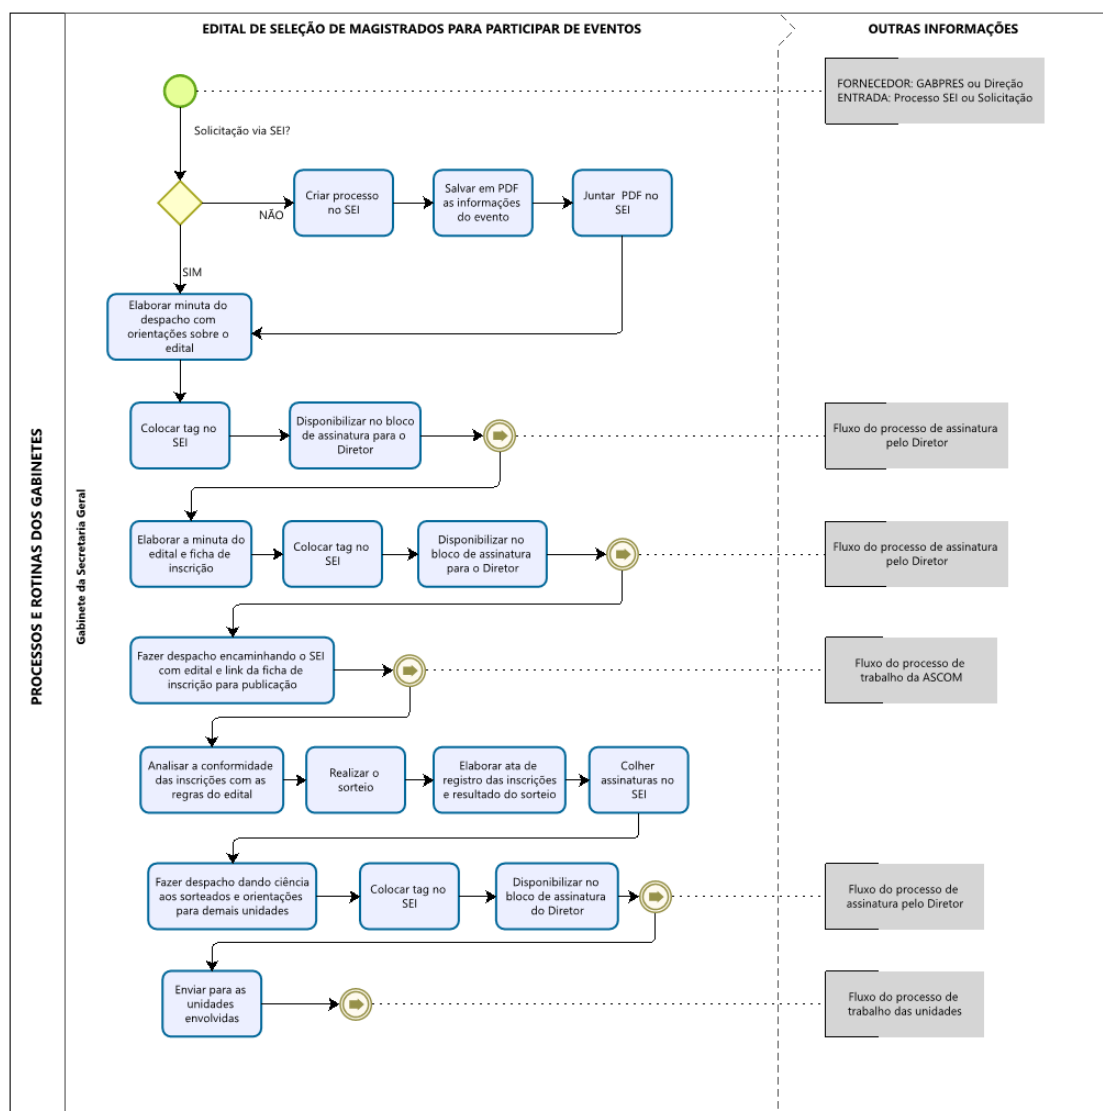 EDITAL DE SELEÇÃO DE MAGISTRADOS PARA PARTICIPAR DE EVENTOS
OUTRAS INFORMAÇÕES
PROCESSOS E ROTINAS DOS GABINETES
Gabinete da Secretaria Geral
FORNECEDOR: GABPRES ou Direção
ENTRADA: Processo SEI ou Solicitação
Solicitação via SEI?
NÃO
Criar processo
no SEI
Salvar em PDF
as informações
do evento
Juntar PDF no
SEI
SIM
Elaborar minuta do
despacho com
orientações sobre o
edital
Colocar tag no
SEI
Disponibilizar no bloco
de assinatura para o
Diretor
Fluxo do processo de assinatura
pelo Diretor
Elaborar a minuta do
edital e ficha de
inscrição
Colocar tag no
SEI
Disponibilizar no
bloco de assinatura
para o Diretor
Fluxo do processo de assinatura
pelo Diretor
Fazer despacho encaminhando o SEI
com edital e link da ficha de
inscrição para publicação
Fluxo do processo de
trabalho da ASCOM
Analisar a conformidade
das inscrições com as
regras do edital
Realizar o
sorteio
Elaborar ata de
registro das inscrições
e resultado do sorteio
Colher
assinaturas no
SEI
Fazer despacho dando ciência
aos sorteados e orientações
para demais unidades
Colocar tag no
SEI
Disponibilizar no
bloco de assinatura
do Diretor
Fluxo do processo de
assinatura pelo Diretor
Enviar para as
unidades
envolvidas
Fluxo do processo de
trabalho das unidades